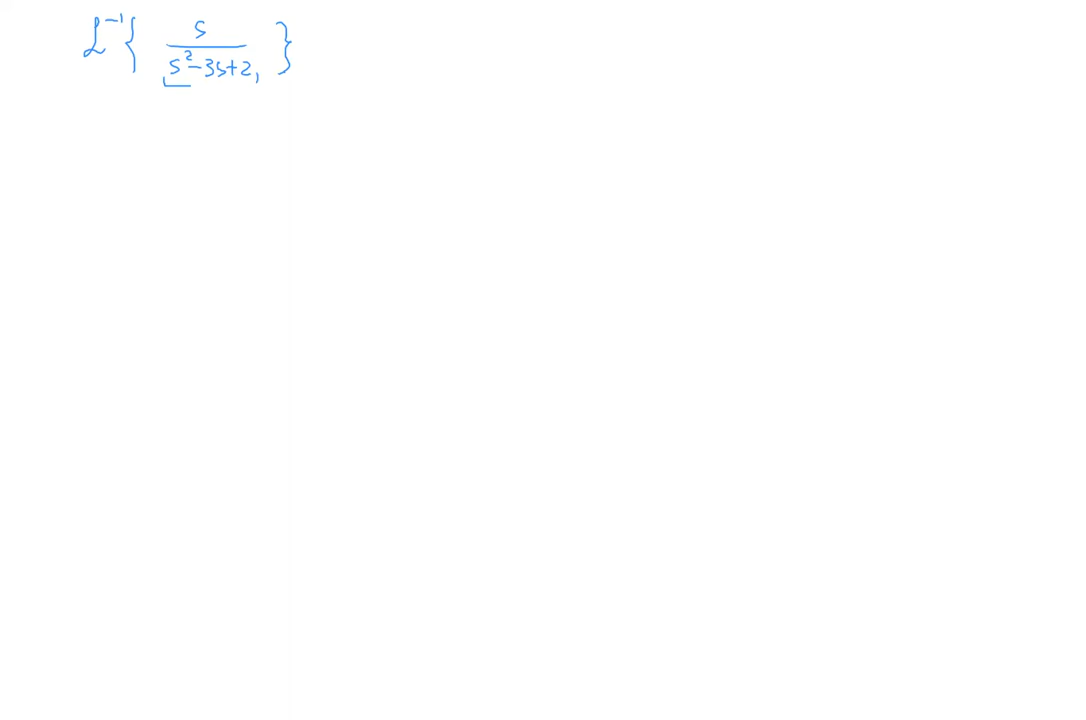 ℒ⁻¹{ s / (s² - 3s + 2) }